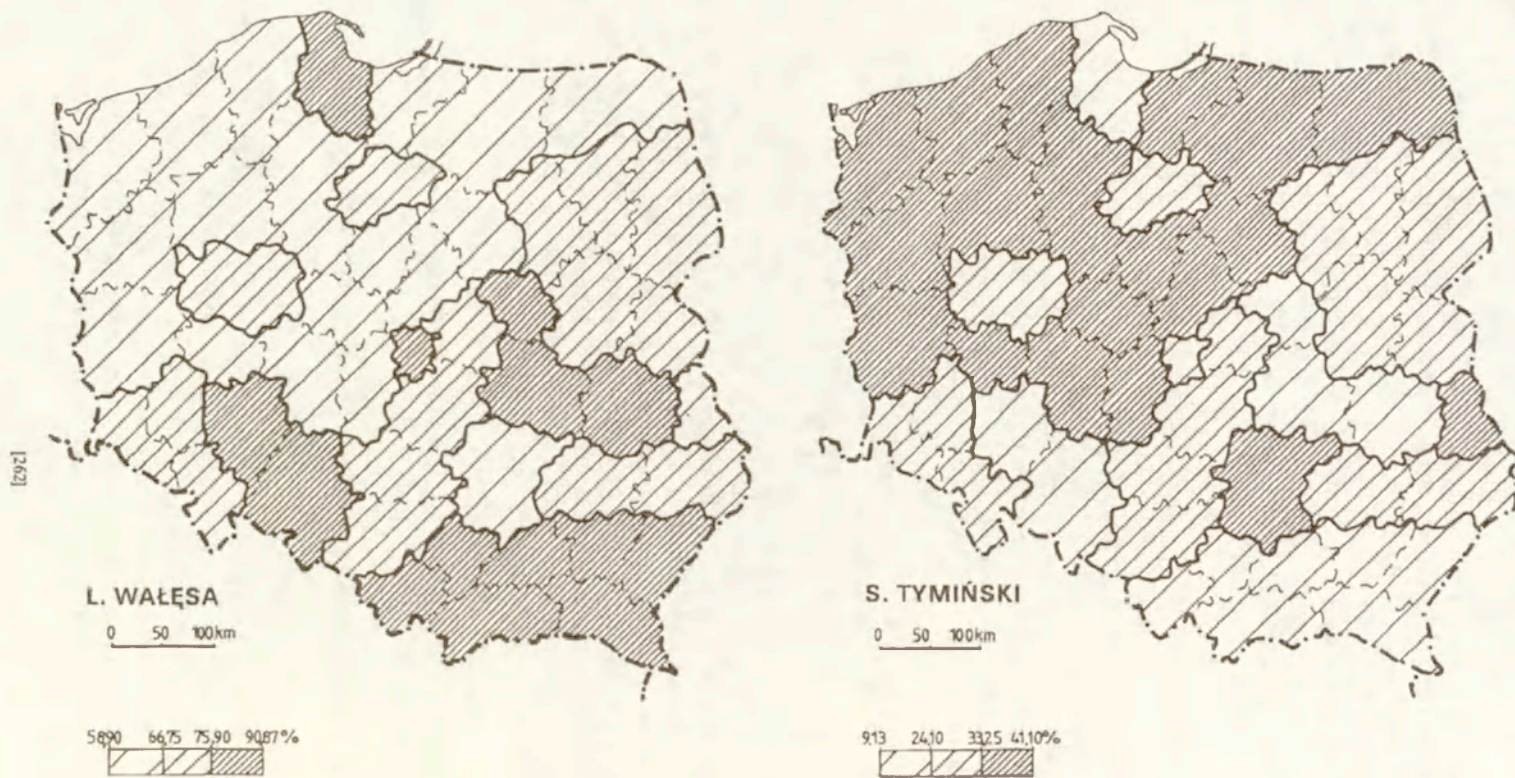 [262]
L. WAŁĘSA
0 50 100km
58,90 66,75 75,90 90,87%
S. TYMIŃSKI
0 50 100km
9,13 24,10 33,25 41,10%